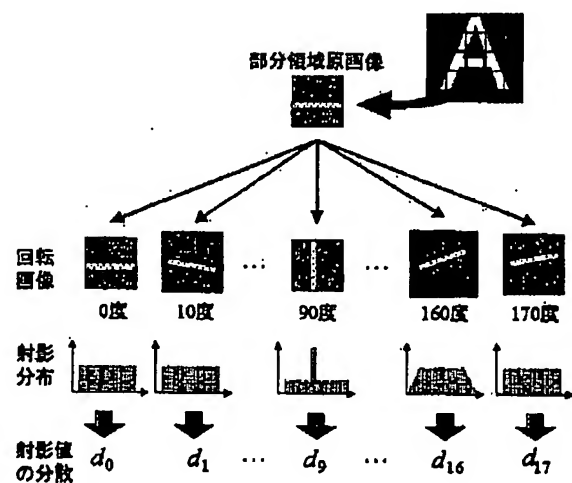 A
部分領域原画像
回転
画像
... ...
0度 10度 90度 160度 170度
射影
分布
射影値
の分散
d0 d1 ... d9 ... d16 d17